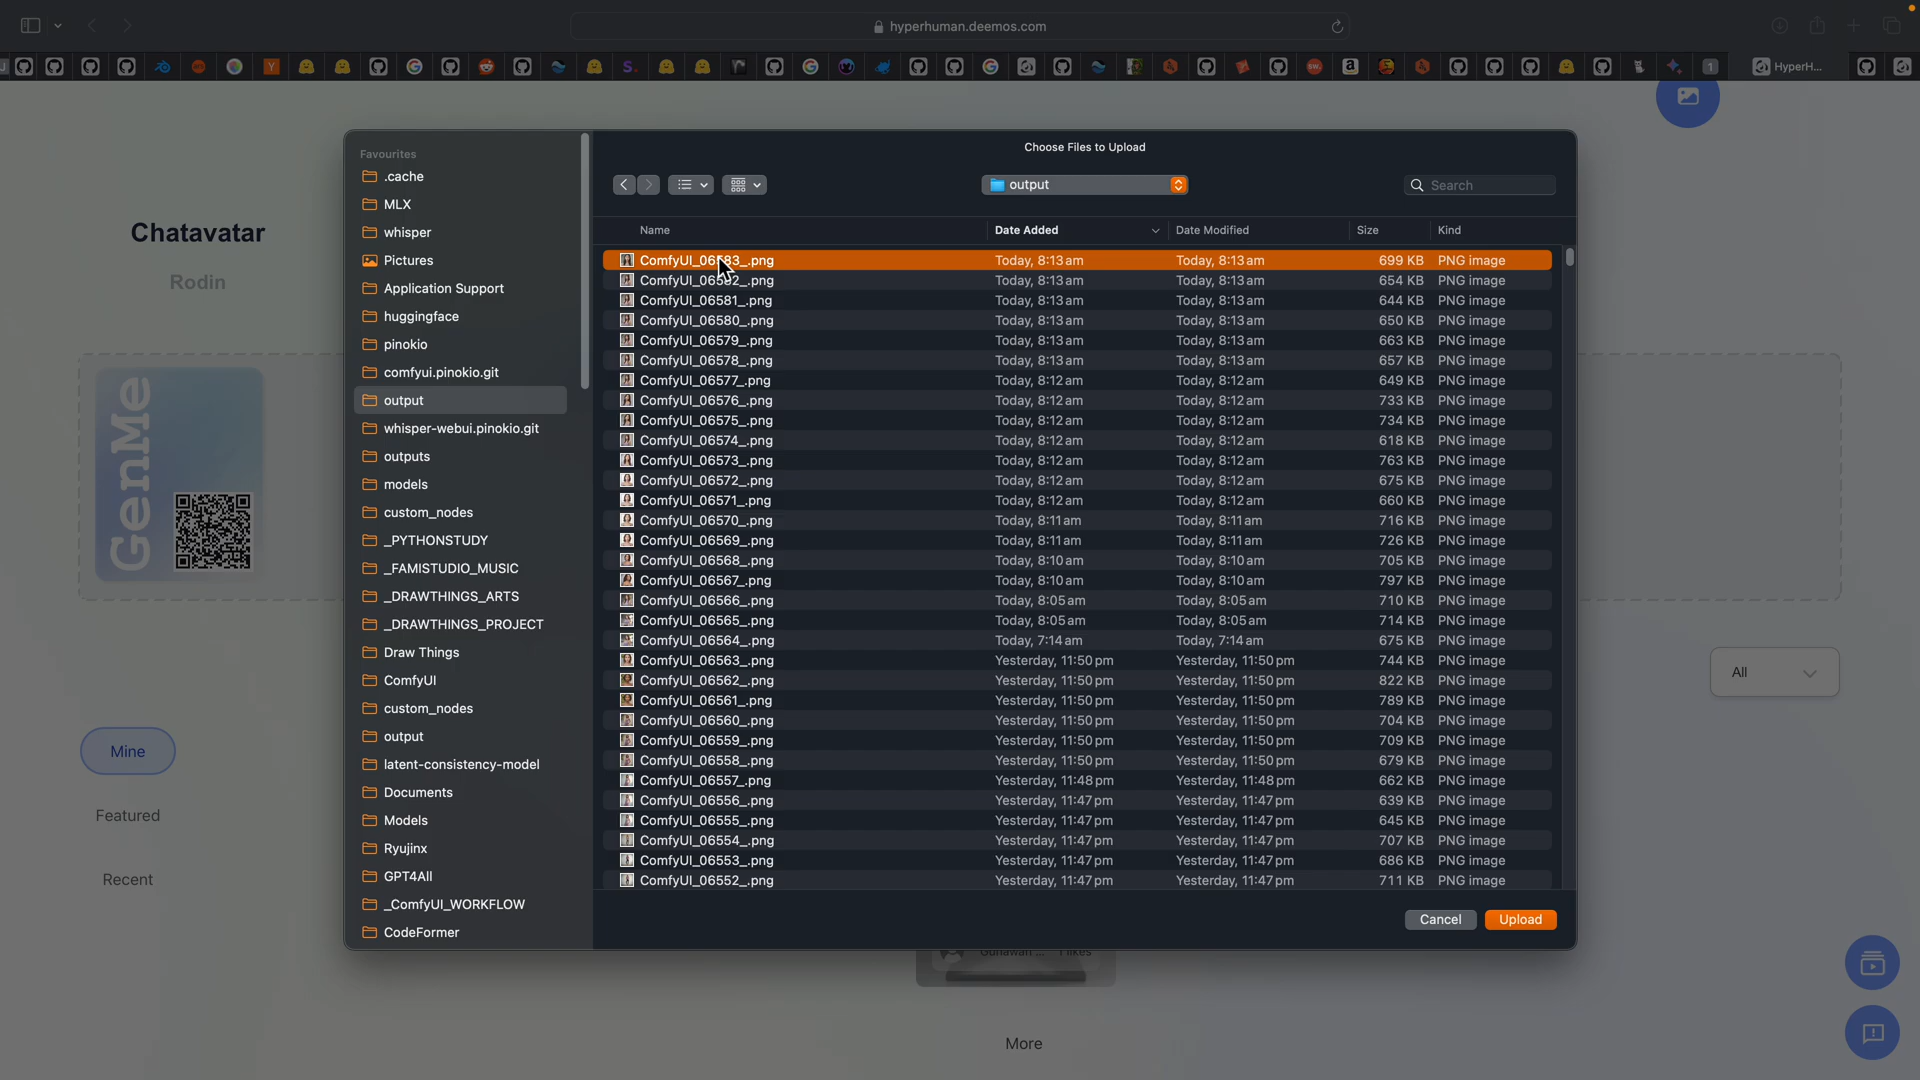 hyperhuman.deemos.com
HyperH...
Choose Files to Upload
Favourites
.cache
MLX
whisper
Pictures
Application Support
huggingface
pinokio
comfyui.pinokio.git
output
whisper-webui.pinokio.git
outputs
models
custom_nodes
_PYTHONSTUDY
_FAMISTUDIO_MUSIC
_DRAWTHINGS_ARTS
_DRAWTHINGS_PROJECT
Draw Things
ComfyUI
custom_nodes
output
latent-consistency-model
Documents
Models
Ryujinx
GPT4All
_ComfyUI_WORKFLOW
CodeFormer
output
Search
Name Date Added Date Modified Size Kind
ComfyUI_06583_.png Today, 8:13 am Today, 8:13 am 699 KB PNG image
ComfyUI_06582_.png Today, 8:13 am Today, 8:13 am 654 KB PNG image
ComfyUI_06581_.png Today, 8:13 am Today, 8:13 am 644 KB PNG image
ComfyUI_06580_.png Today, 8:13 am Today, 8:13 am 650 KB PNG image
ComfyUI_06579_.png Today, 8:13 am Today, 8:13 am 663 KB PNG image
ComfyUI_06578_.png Today, 8:13 am Today, 8:13 am 657 KB PNG image
ComfyUI_06577_.png Today, 8:12 am Today, 8:12 am 649 KB PNG image
ComfyUI_06576_.png Today, 8:12 am Today, 8:12 am 733 KB PNG image
ComfyUI_06575_.png Today, 8:12 am Today, 8:12 am 734 KB PNG image
ComfyUI_06574_.png Today, 8:12 am Today, 8:12 am 618 KB PNG image
ComfyUI_06573_.png Today, 8:12 am Today, 8:12 am 763 KB PNG image
ComfyUI_06572_.png Today, 8:12 am Today, 8:12 am 675 KB PNG image
ComfyUI_06571_.png Today, 8:12 am Today, 8:12 am 660 KB PNG image
ComfyUI_06570_.png Today, 8:11 am Today, 8:11 am 716 KB PNG image
ComfyUI_06569_.png Today, 8:11 am Today, 8:11 am 726 KB PNG image
ComfyUI_06568_.png Today, 8:10 am Today, 8:10 am 705 KB PNG image
ComfyUI_06567_.png Today, 8:10 am Today, 8:10 am 797 KB PNG image
ComfyUI_06566_.png Today, 8:05 am Today, 8:05 am 710 KB PNG image
ComfyUI_06565_.png Today, 8:05 am Today, 8:05 am 714 KB PNG image
ComfyUI_06564_.png Today, 7:14 am Today, 7:14 am 675 KB PNG image
ComfyUI_06563_.png Yesterday, 11:50 pm Yesterday, 11:50 pm 744 KB PNG image
ComfyUI_06562_.png Yesterday, 11:50 pm Yesterday, 11:50 pm 822 KB PNG image
ComfyUI_06561_.png Yesterday, 11:50 pm Yesterday, 11:50 pm 789 KB PNG image
ComfyUI_06560_.png Yesterday, 11:50 pm Yesterday, 11:50 pm 704 KB PNG image
ComfyUI_06559_.png Yesterday, 11:50 pm Yesterday, 11:50 pm 709 KB PNG image
ComfyUI_06558_.png Yesterday, 11:50 pm Yesterday, 11:50 pm 679 KB PNG image
ComfyUI_06557_.png Yesterday, 11:48 pm Yesterday, 11:48 pm 662 KB PNG image
ComfyUI_06556_.png Yesterday, 11:47 pm Yesterday, 11:47 pm 639 KB PNG image
ComfyUI_06555_.png Yesterday, 11:47 pm Yesterday, 11:47 pm 645 KB PNG image
ComfyUI_06554_.png Yesterday, 11:47 pm Yesterday, 11:47 pm 707 KB PNG image
ComfyUI_06553_.png Yesterday, 11:47 pm Yesterday, 11:47 pm 686 KB PNG image
ComfyUI_06552_.png Yesterday, 11:47 pm Yesterday, 11:47 pm 711 KB PNG image
Cancel Upload
Chatavatar
Rodin
GenMe
All
Mine
Featured
Recent
More